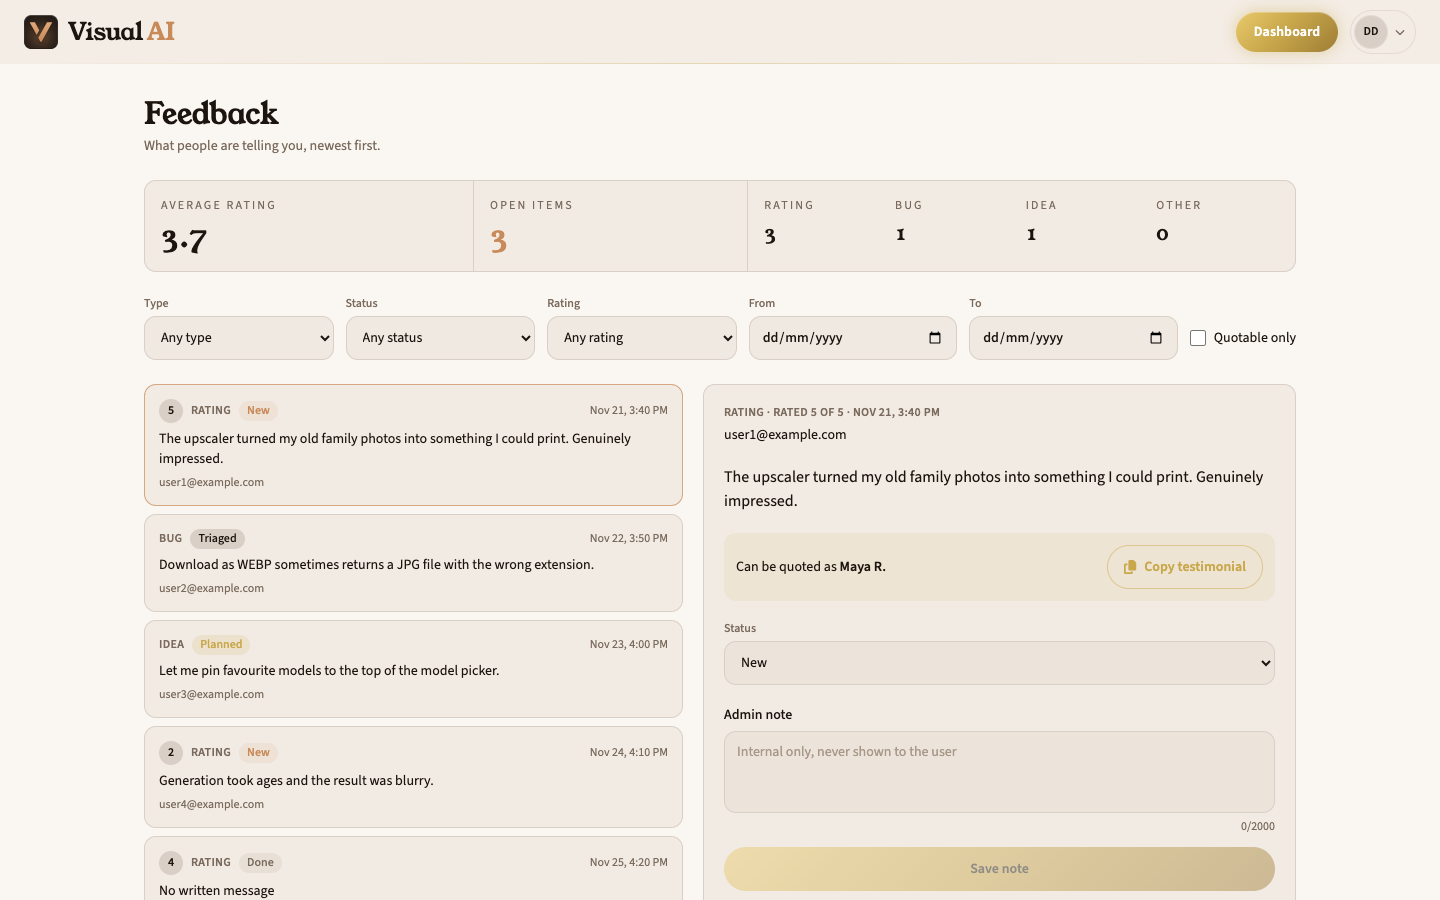 Visual AI
Dashboard
DD
Feedback
What people are telling you, newest first.
AVERAGE RATING
3.7
OPEN ITEMS
3
RATING
3
BUG
1
IDEA
1
OTHER
0
Type
Any type
Status
Any status
Rating
Any rating
From
dd/mm/yyyy
To
dd/mm/yyyy
Quotable only
5 RATING New Nov 21, 3:40 PM
The upscaler turned my old family photos into something I could print. Genuinely
impressed.
user1@example.com
BUG Triaged Nov 22, 3:50 PM
Download as WEBP sometimes returns a JPG file with the wrong extension.
user2@example.com
IDEA Planned Nov 23, 4:00 PM
Let me pin favourite models to the top of the model picker.
user3@example.com
2 RATING New Nov 24, 4:10 PM
Generation took ages and the result was blurry.
user4@example.com
4 RATING Done Nov 25, 4:20 PM
No written message
RATING · RATED 5 OF 5 · NOV 21, 3:40 PM
user1@example.com
The upscaler turned my old family photos into something I could print. Genuinely
impressed.
Can be quoted as Maya R.
Copy testimonial
Status
New
Admin note
Internal only, never shown to the user
0/2000
Save note